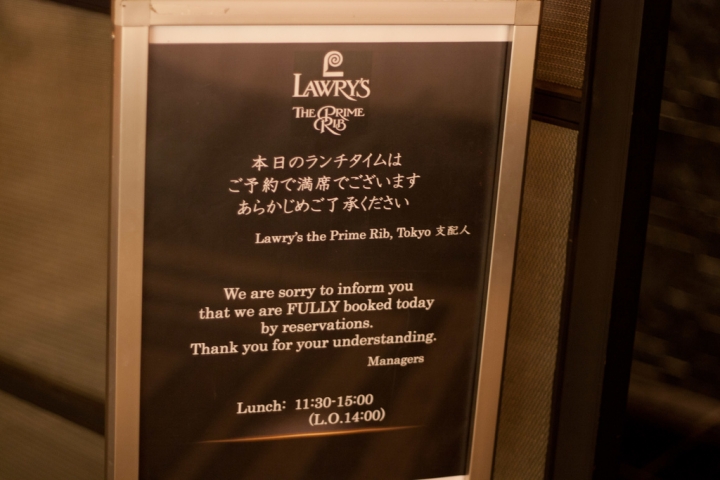 LAWRY'S
THE PRIME
RIB
本日のランチタイムは
ご予約で満席でございます
あらかじめご了承ください
Lawry's the Prime Rib, Tokyo 支配人
We are sorry to inform you
that we are FULLY booked today
by reservations.
Thank you for your understanding.
Managers
Lunch: 11:30-15:00
(L.O.14:00)